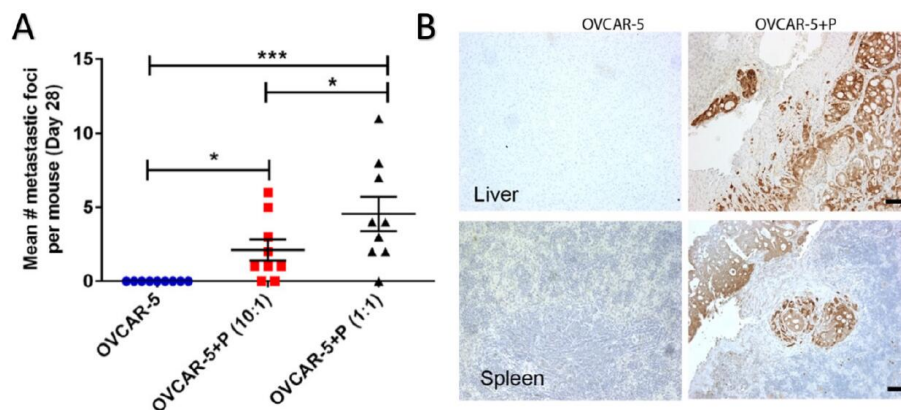 A
Mean # metastastic foci
per mouse (Day 28)
15
10
5
0
***
*
*
OVCAR-5
OVCAR-5+P (10:1)
OVCAR-5+P (1:1)
B
OVCAR-5
OVCAR-5+P
Liver
Spleen